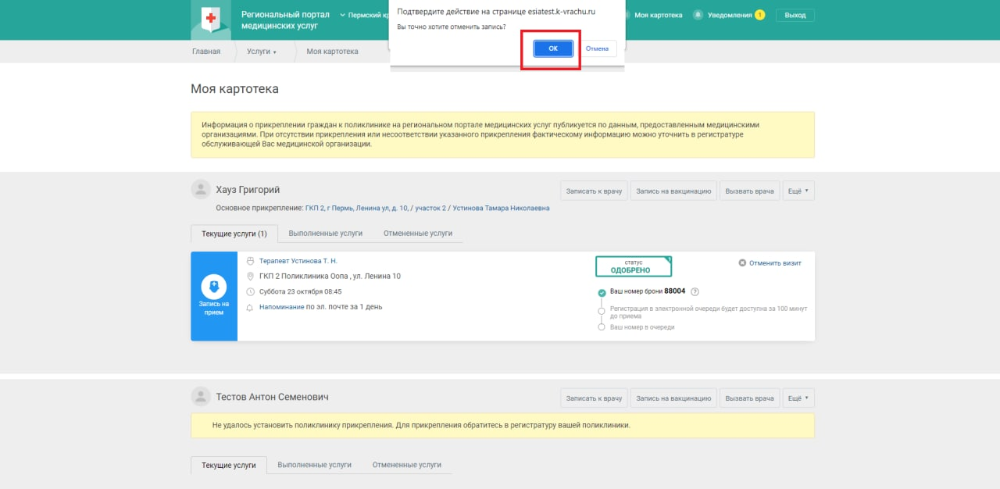 Региональный портал
медицинских услуг
Пермский кр
Подтвердите действие на странице esiatest.k-vrachu.ru
Вы точно хотите отменить запись?
ОК
Отмена
Моя картотека
Уведомления 1
Выход
Главная
Услуги
Моя картотека
Моя картотека
Информация о прикреплении граждан к поликлинике на региональном портале медицинских услуг публикуется по данным, предоставленным медицинскими
организациями. При отсутствии прикрепления или несоответствии указанного прикрепления фактическому информацию можно уточнить в регистратуре
обслуживающей Вас медицинской организации.
Хауз Григорий
Записать к врачу
Запись на вакцинацию
Вызвать врача
Ещё
Основное прикрепление: ГКП 2, г Пермь, Ленина ул, д. 10, / участок 2 / Устинова Тамара Николаевна
Текущие услуги (1)
Выполненные услуги
Отмененные услуги
Запись на
прием
Терапевт Устинова Т. Н.
ГКП 2 Поликлиника Оопа , ул. Ленина 10
Суббота 23 октября 08:45
Напоминание по эл. почте за 1 день
статус
ОДОБРЕНО
Отменить визит
Ваш номер брони 88004 ?
Регистрация в электронной очереди будет доступна за 100 минут
до приема
Ваш номер в очереди
Тестов Антон Семенович
Записать к врачу
Запись на вакцинацию
Вызвать врача
Ещё
Не удалось установить поликлинику прикрепления. Для прикрепления обратитесь в регистратуру вашей поликлиники.
Текущие услуги
Выполненные услуги
Отмененные услуги